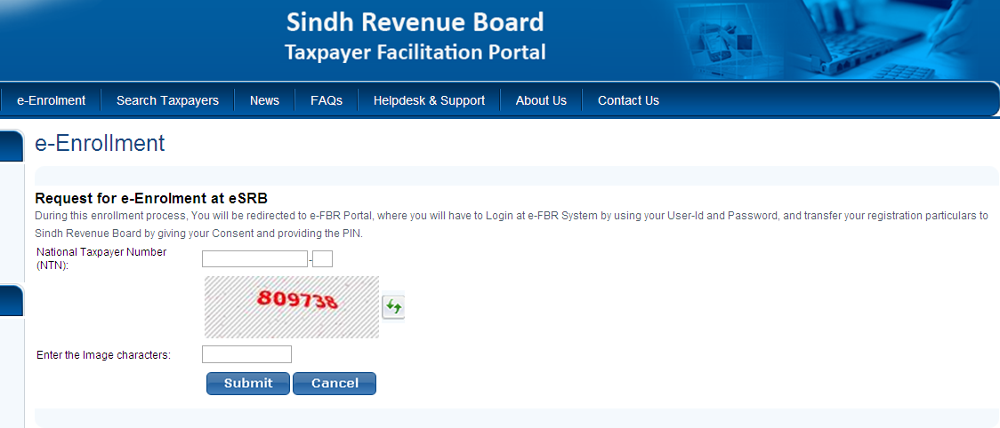 Sindh Revenue Board
Taxpayer Facilitation Portal
e-Enrolment Search Taxpayers News FAQs Helpdesk & Support About Us Contact Us
e-Enrollment
Request for e-Enrolment at eSRB
During this enrollment process, You will be redirected to e-FBR Portal, where you will have to Login at e-FBR System by using your User-Id and Password, and transfer your registration particulars to
Sindh Revenue Board by giving your Consent and providing the PIN.
National Taxpayer Number
(NTN):
-
809738
Enter the Image characters:
Submit Cancel